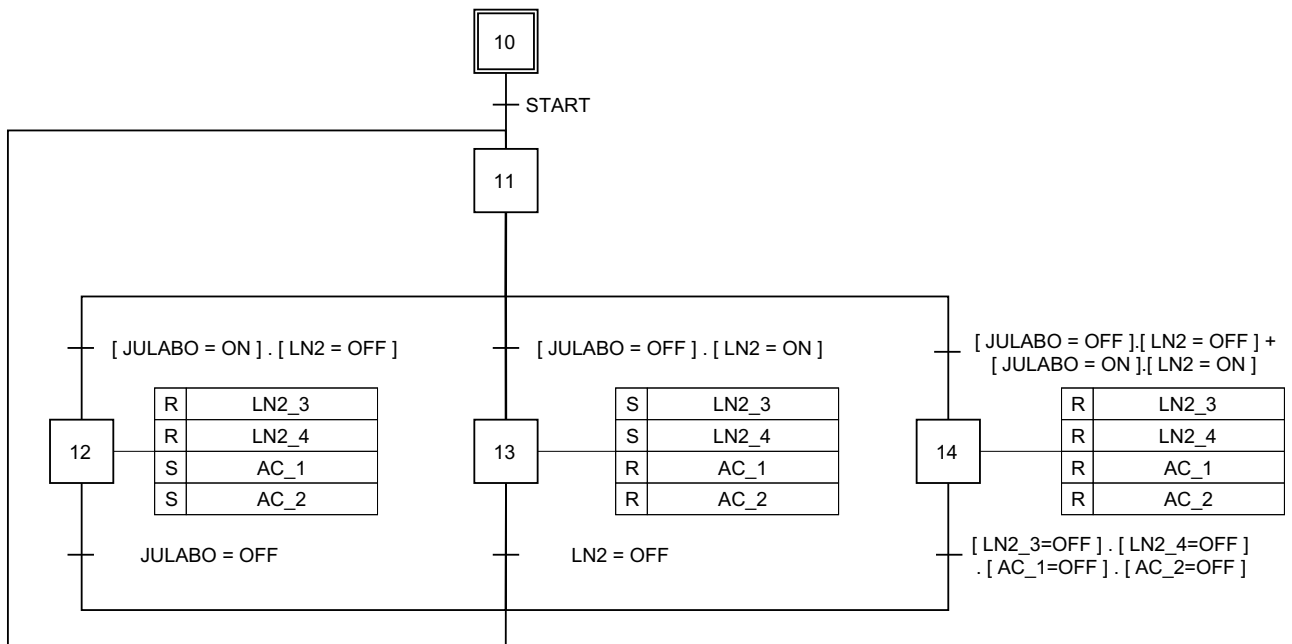 10
START
11
[ JULABO = ON ] . [ LN2 = OFF ]
[ JULABO = OFF ] . [ LN2 = ON ]
[ JULABO = OFF ].[ LN2 = OFF ] +
[ JULABO = ON ].[ LN2 = ON ]
12
R LN2_3
R LN2_4
S AC_1
S AC_2
13
S LN2_3
S LN2_4
R AC_1
R AC_2
14
R LN2_3
R LN2_4
R AC_1
R AC_2
JULABO = OFF
LN2 = OFF
[ LN2_3=OFF ] . [ LN2_4=OFF ]
. [ AC_1=OFF ] . [ AC_2=OFF ]